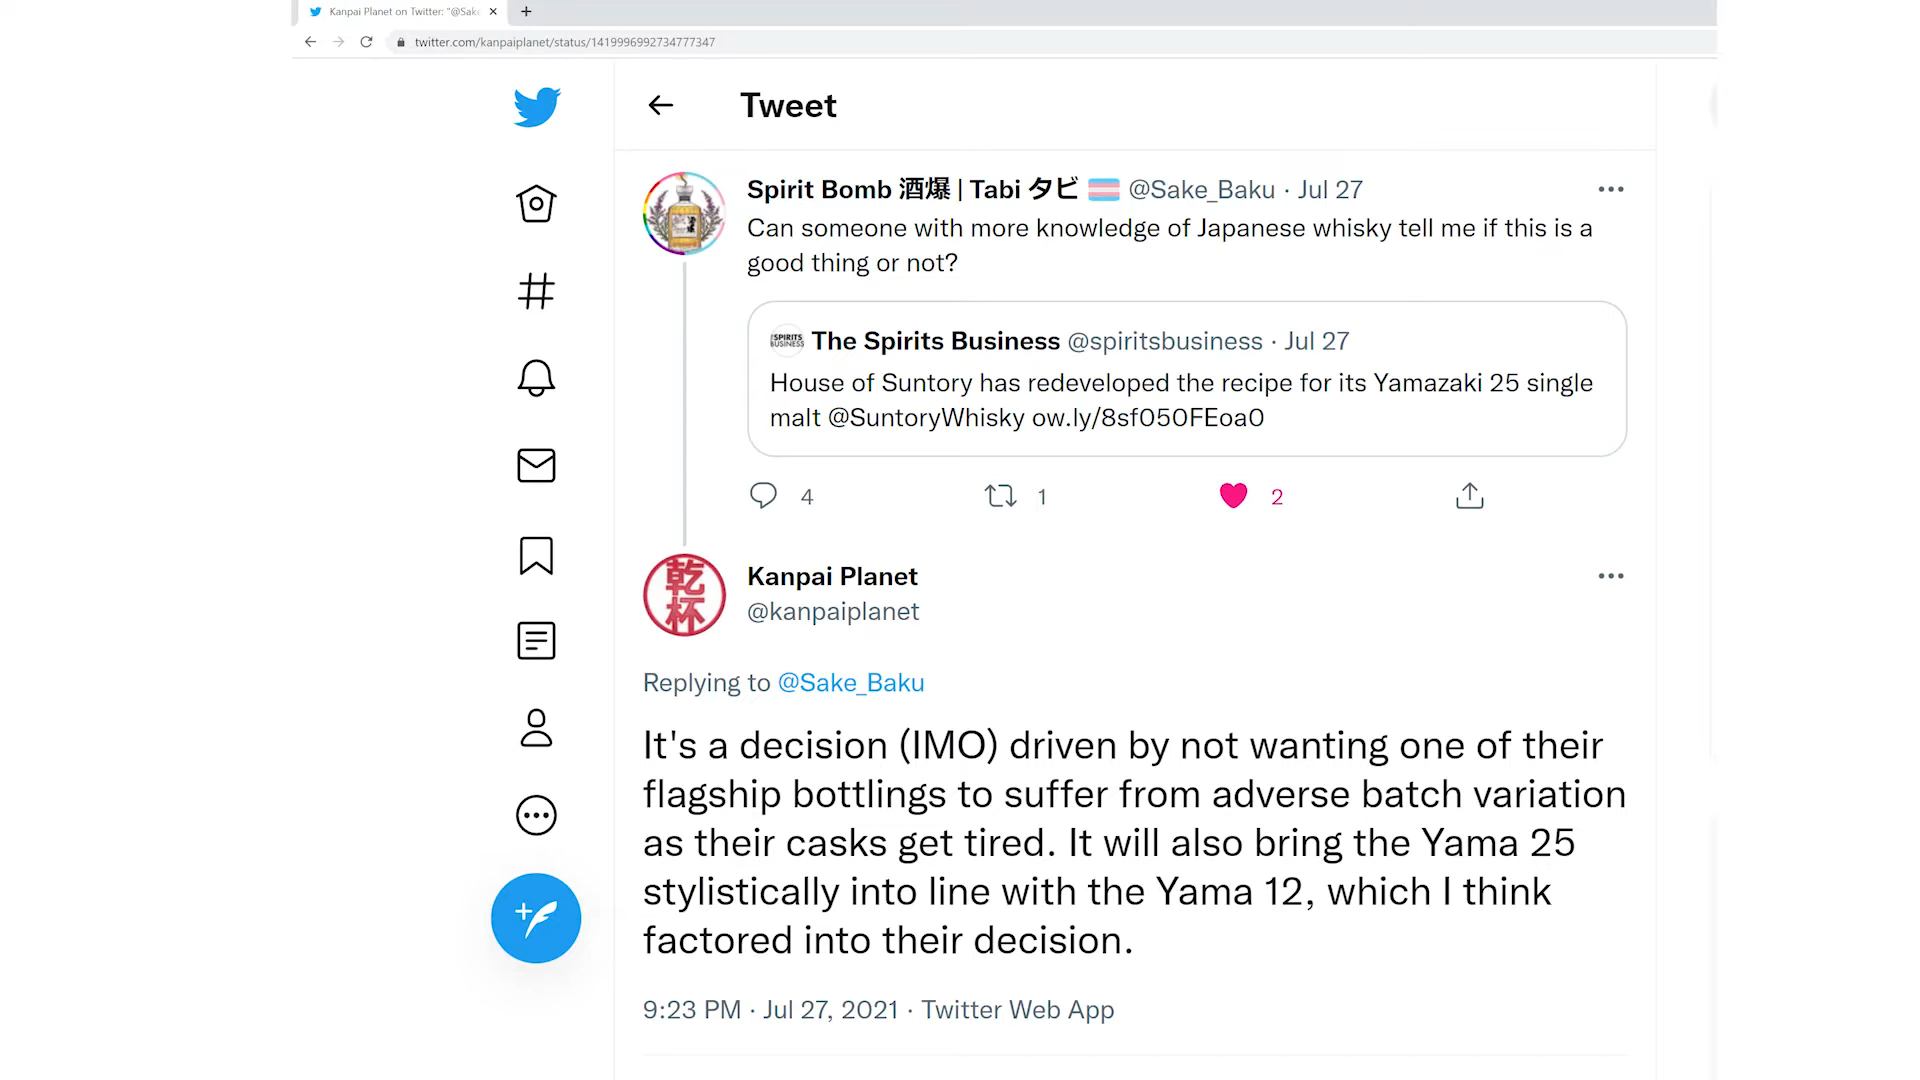 Kanpai Planet on Twitter: "@Sake
twitter.com/kanpaiplanet/status/1419996992734777347
Tweet
Spirit Bomb 酒爆 | Tabi タビ @Sake_Baku · Jul 27
Can someone with more knowledge of Japanese whisky tell me if this is a
good thing or not?
SPIRITS
BUSINESS
The Spirits Business @spiritsbusiness · Jul 27
House of Suntory has redeveloped the recipe for its Yamazaki 25 single
malt @SuntoryWhisky ow.ly/8sf050FEoa0
4 1 2
乾杯
Kanpai Planet
@kanpaiplanet
Replying to @Sake_Baku
It's a decision (IMO) driven by not wanting one of their
flagship bottlings to suffer from adverse batch variation
as their casks get tired. It will also bring the Yama 25
stylistically into line with the Yama 12, which I think
factored into their decision.
9:23 PM · Jul 27, 2021 · Twitter Web App